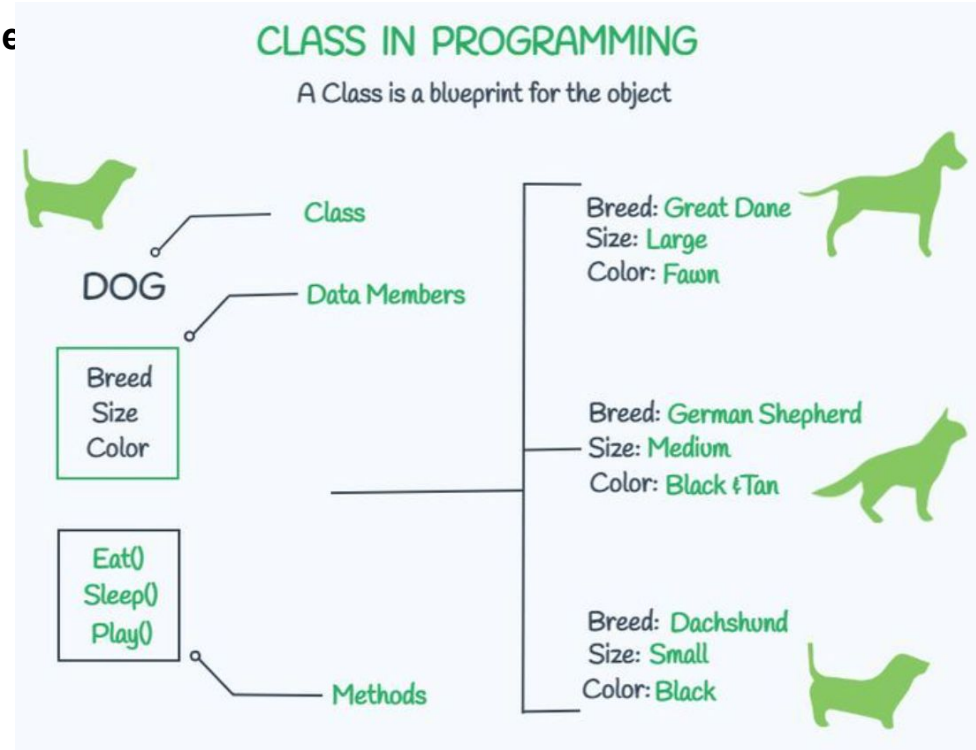 e
CLASS IN PROGRAMMING
A Class is a blueprint for the object
Class
DOG
Data Members
Breed
Size
Color
Eat()
Sleep()
Play()
Methods
Breed: Great Dane
Size: Large
Color: Fawn
Breed: German Shepherd
Size: Medium
Color: Black &Tan
Breed: Dachshund
Size: Small
Color: Black